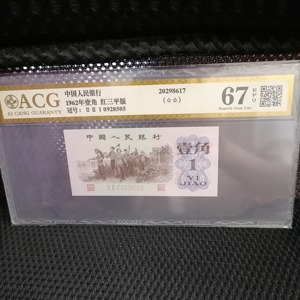 ACG
AI CANG GUARANTY
中国人民银行
1962年壹角 红三平版
冠号: II II I 0928505
20298617
(☆☆)
67 EPQ
Superb Gem Unc
中国人民银行
壹角
1
YI JIAO